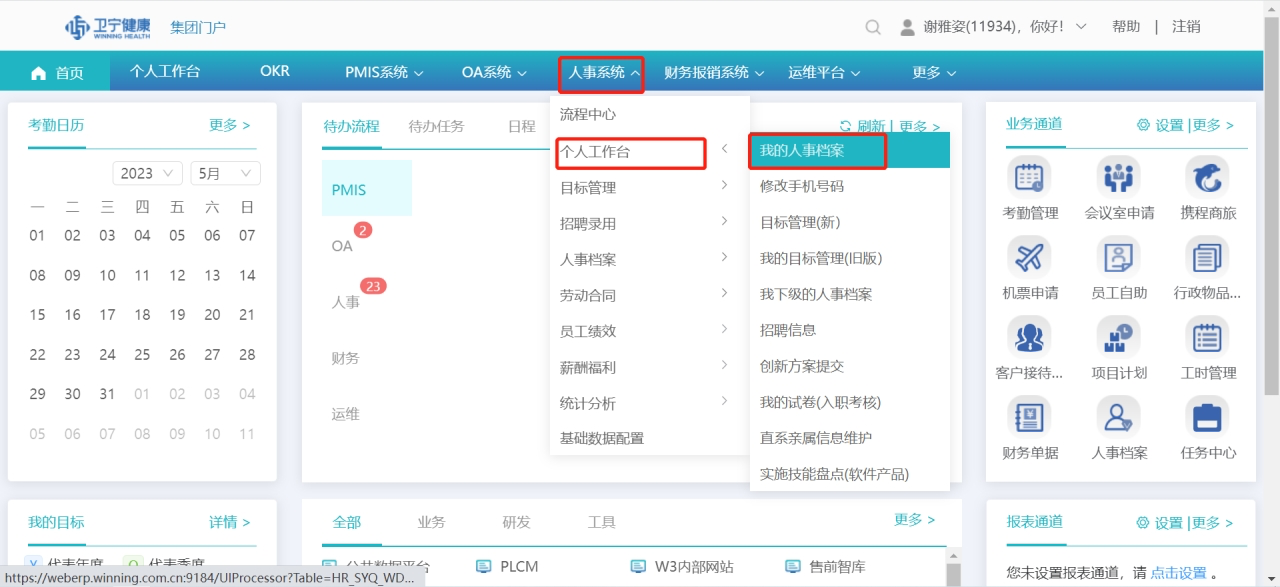 卫宁健康
WINNING HEALTH
集团门户
谢雅姿(11934)，你好!
帮助 | 注销
首页 个人工作台 OKR PMIS系统 OA系统 人事系统 财务报销系统 运维平台 更多
考勤日历 更多 >
2023 5月
一 二 三 四 五 六 日
01 02 03 04 05 06 07
08 09 10 11 12 13 14
15 16 17 18 19 20 21
22 23 24 25 26 27 28
29 30 31 01 02 03 04
05 06 07 08 09 10 11
待办流程 待办任务 日程
刷新 | 更多 >
PMIS
OA 2
人事 23
财务
运维
流程中心
个人工作台
目标管理
招聘录用
人事档案
劳动合同
员工绩效
薪酬福利
统计分析
基础数据配置
我的人事档案
修改手机号码
目标管理(新)
我的目标管理(旧版)
我下级的人事档案
招聘信息
创新方案提交
我的试卷(入职考核)
直系亲属信息维护
实施技能盘点(软件产品)
业务通道 设置 |更多 >
考勤管理 会议室申请 携程商旅
机票申请 员工自助 行政物品...
客户接待... 项目计划 工时管理
财务单据 人事档案 任务中心
我的目标 详情 >
Y 代表年度 Q 代表季度
全部 业务 研发 工具 更多 >
公共数据平台 PLCM W3内部网站 售前智库
报表通道 设置 |更多 >
您未设置报表通道，请 点击设置 。
https://weberp.winning.com.cn:9184/UIProcessor?Table=HR_SYQ_WD...